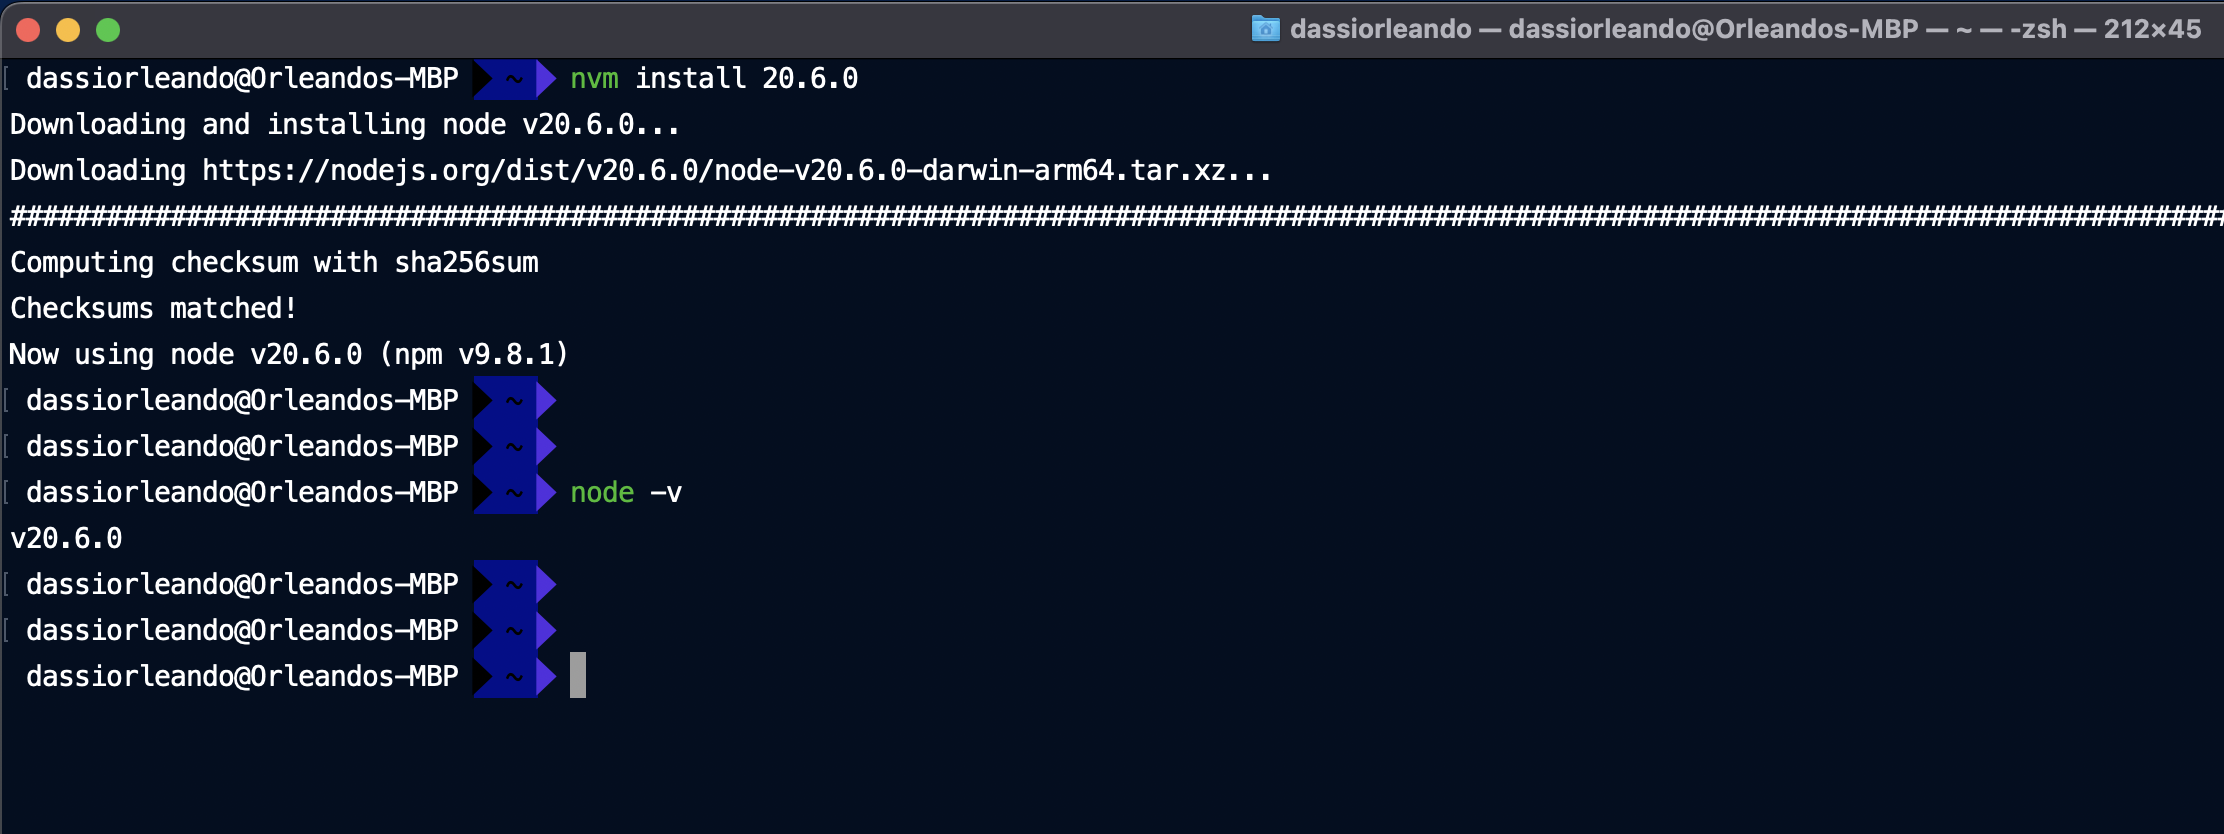 dassiorleando — dassiorleando@Orleandos-MBP — ~ — -zsh — 212×45
[ dassiorleando@Orleandos-MBP ~ nvm install 20.6.0
Downloading and installing node v20.6.0...
Downloading https://nodejs.org/dist/v20.6.0/node-v20.6.0-darwin-arm64.tar.xz...
###########################################################################################################################################
Computing checksum with sha256sum
Checksums matched!
Now using node v20.6.0 (npm v9.8.1)
[ dassiorleando@Orleandos-MBP ~
[ dassiorleando@Orleandos-MBP ~
[ dassiorleando@Orleandos-MBP ~ node -v
v20.6.0
[ dassiorleando@Orleandos-MBP ~
[ dassiorleando@Orleandos-MBP ~
dassiorleando@Orleandos-MBP ~